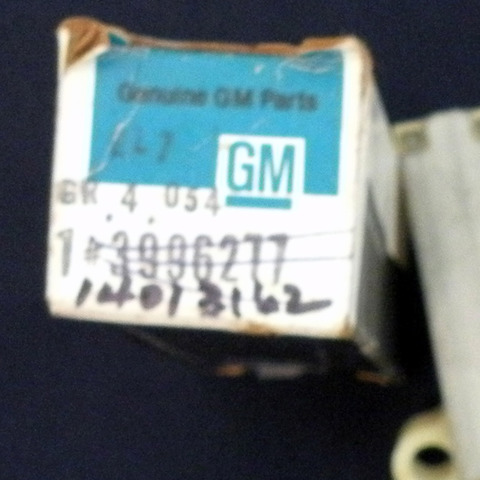 Genuine GM Parts
GM
GR. 4.054
1 #3996277
14013162